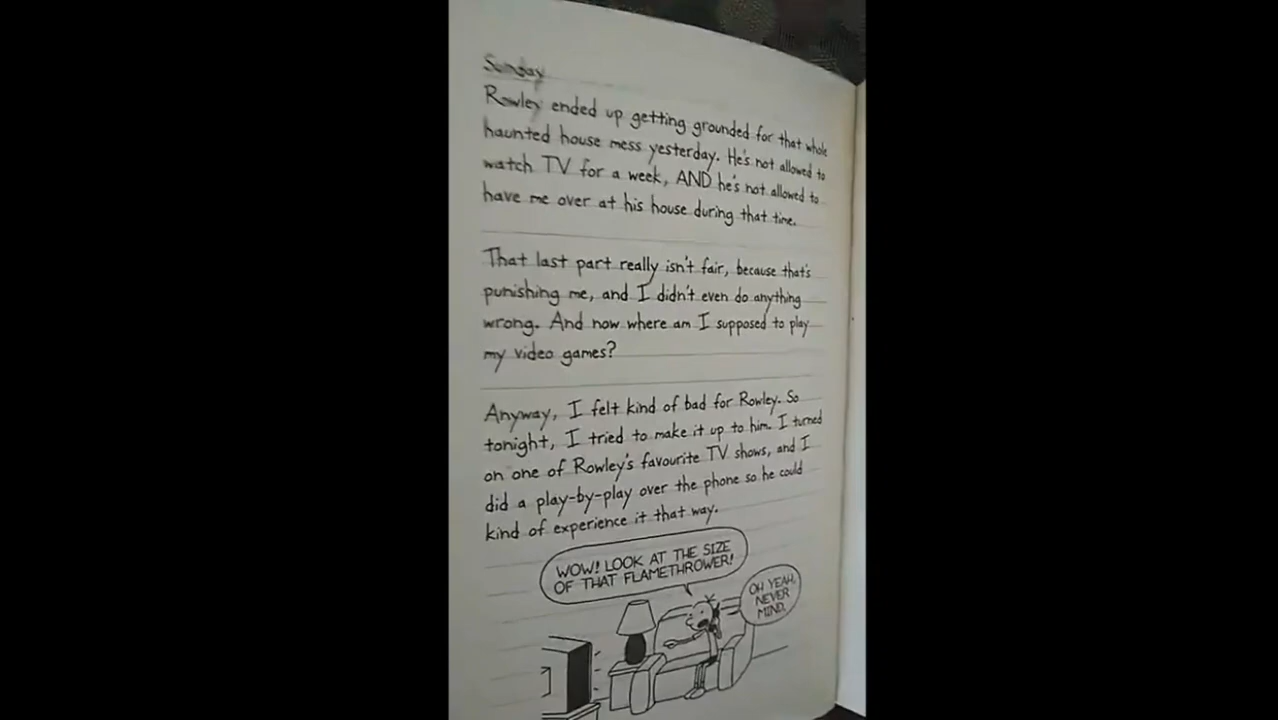 Sunday
Rowley ended up getting grounded for that whole
haunted house mess yesterday. He's not allowed to
watch TV for a week, AND he's not allowed to
have me over at his house during that time.
That last part really isn't fair, because that's
punishing me, and I didn't even do anything
wrong. And now where am I supposed to play
my video games?
Anyway, I felt kind of bad for Rowley. So
tonight, I tried to make it up to him. I turned
on one of Rowley's favourite TV shows, and I
did a play-by-play over the phone so he could
kind of experience it that way.
WOW! LOOK AT THE SIZE
OF THAT FLAMETHROWER!
OH YEAH,
NEVER
MIND.